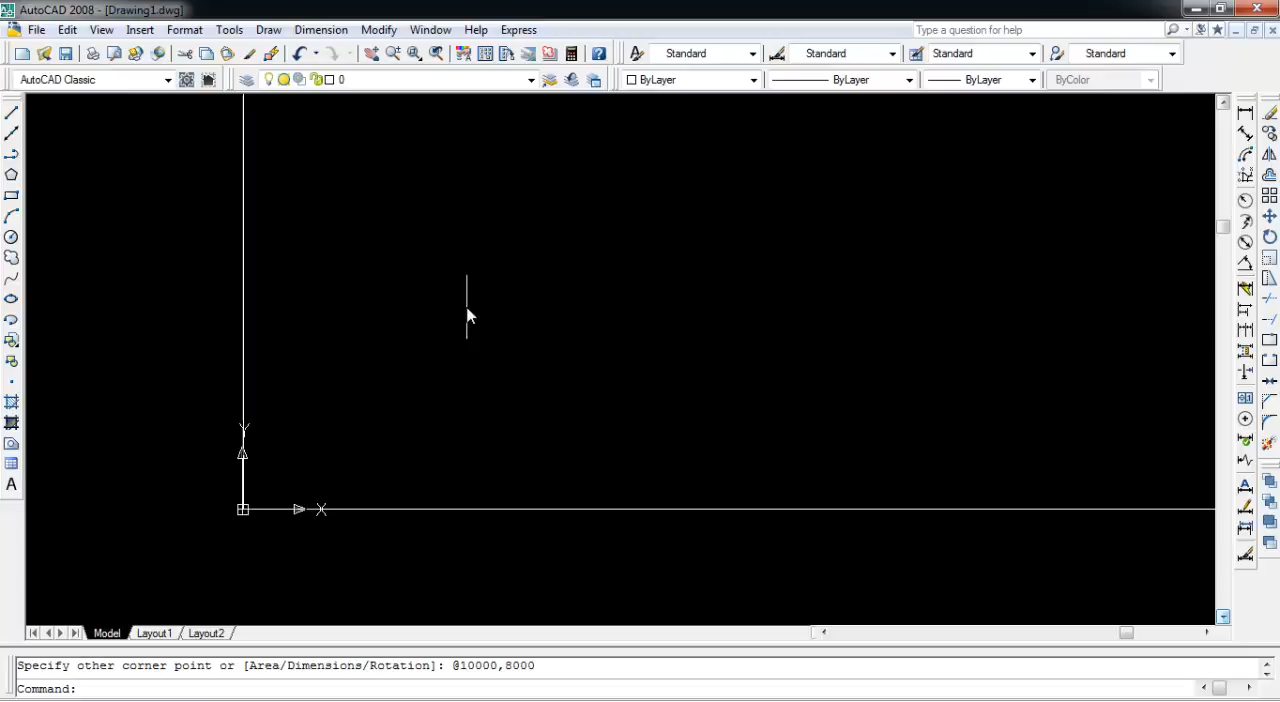 AutoCAD 2008 - [Drawing1.dwg]
File Edit View Insert Format Tools Draw Dimension Modify Window Help Express Type a question for help
Standard Standard Standard Standard
AutoCAD Classic 0 ByLayer ByLayer ByLayer ByColor
Y
X
A
Model Layout1 Layout2
Specify other corner point or [Area/Dimensions/Rotation]: @10000,8000
Command: